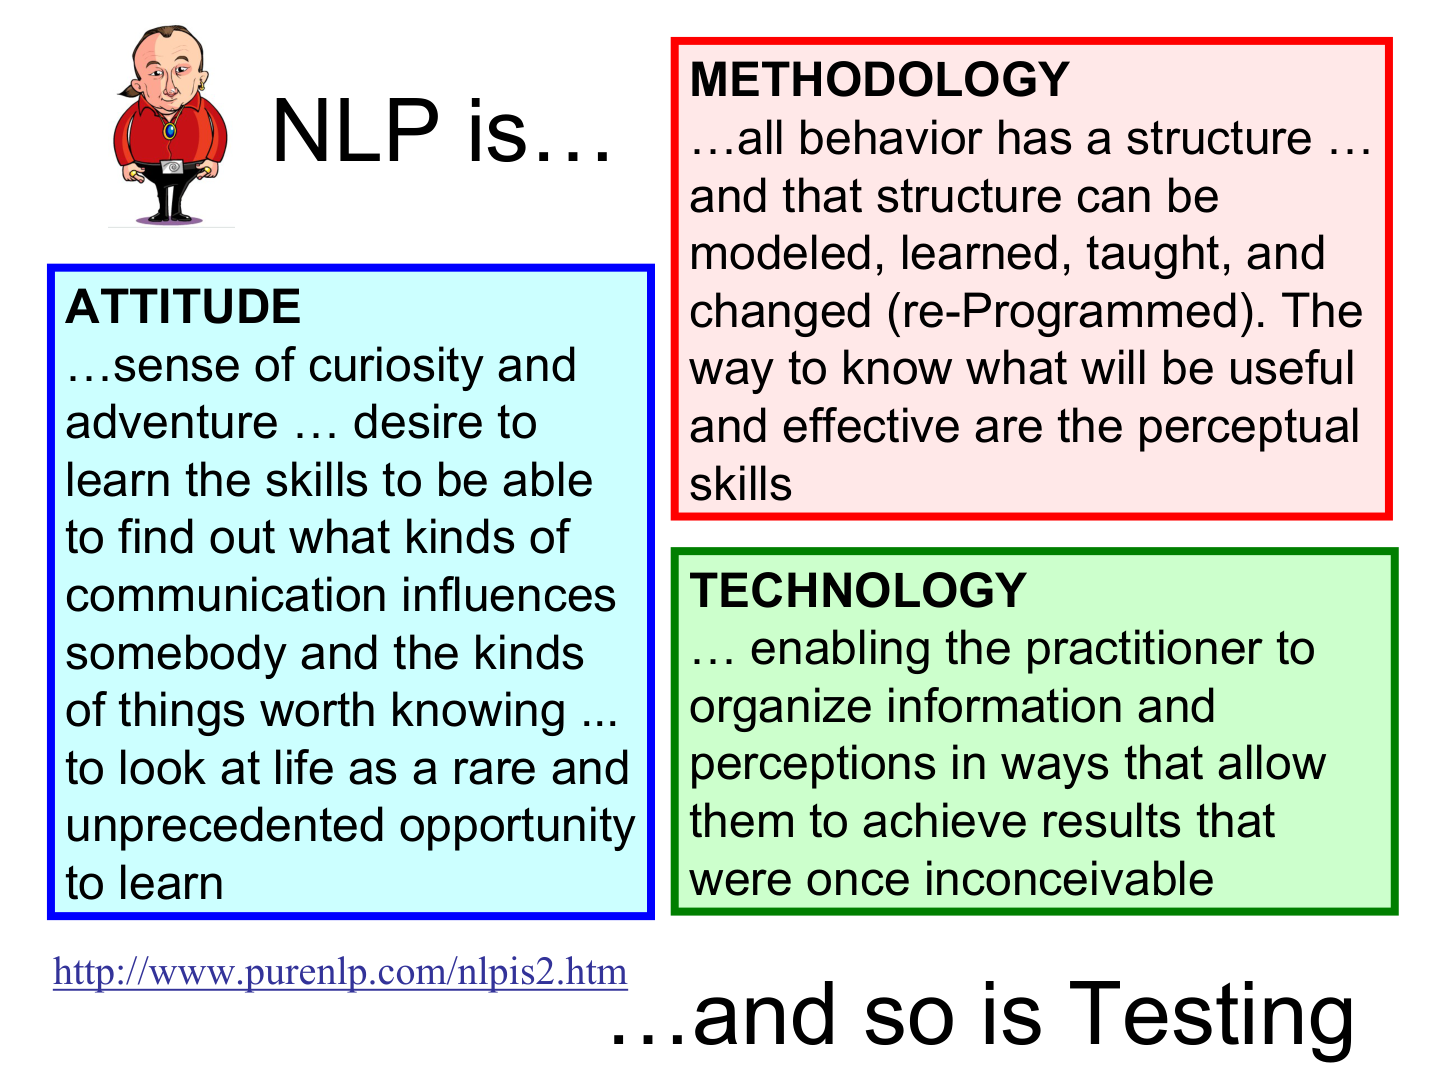 NLP is…
METHODOLOGY
…all behavior has a structure …
and that structure can be
modeled, learned, taught, and
changed (re-Programmed). The
way to know what will be useful
and effective are the perceptual
skills
ATTITUDE
…sense of curiosity and
adventure … desire to
learn the skills to be able
to find out what kinds of
communication influences
somebody and the kinds
of things worth knowing ...
to look at life as a rare and
unprecedented opportunity
to learn
TECHNOLOGY
… enabling the practitioner to
organize information and
perceptions in ways that allow
them to achieve results that
were once inconceivable
http://www.purenlp.com/nlpis2.htm
…and so is Testing